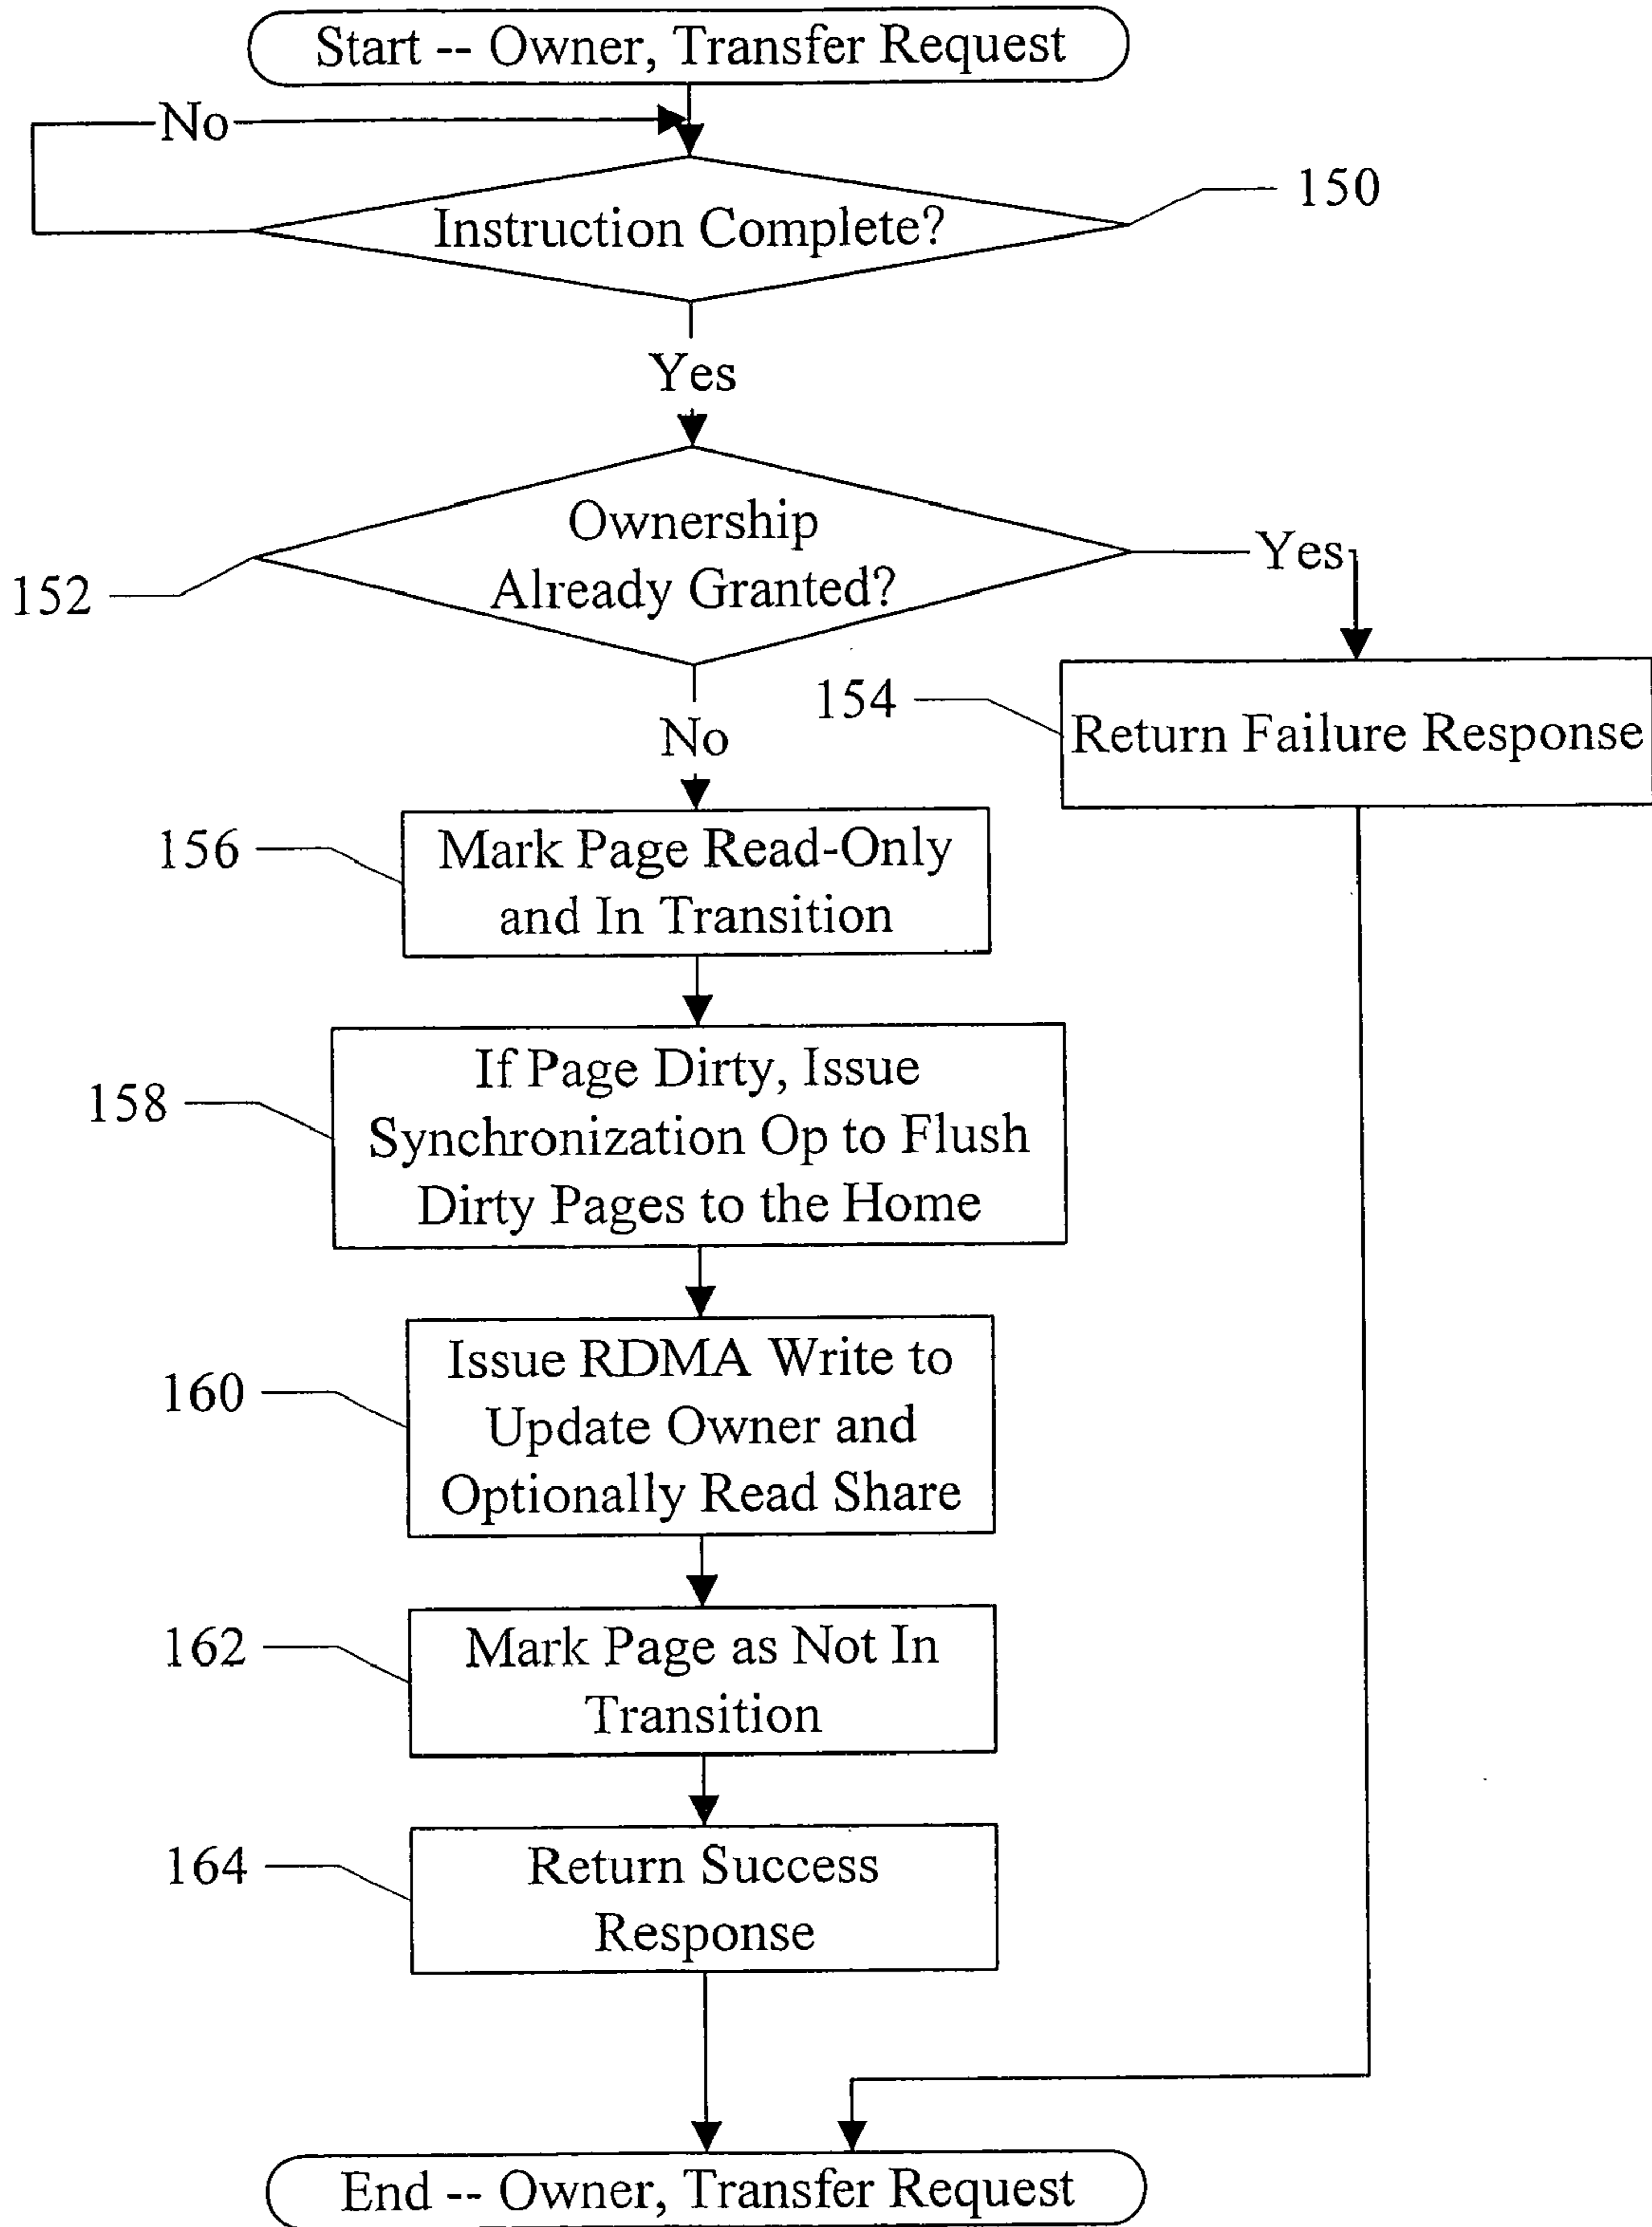 Start -- Owner, Transfer Request
No
150
Instruction Complete?
Yes
Ownership
Already Granted?
Yes
152
154
Return Failure Response
No
156
Mark Page Read-Only
and In Transition
158
If Page Dirty, Issue
Synchronization Op to Flush
Dirty Pages to the Home
160
Issue RDMA Write to
Update Owner and
Optionally Read Share
162
Mark Page as Not In
Transition
164
Return Success
Response
End -- Owner, Transfer Request